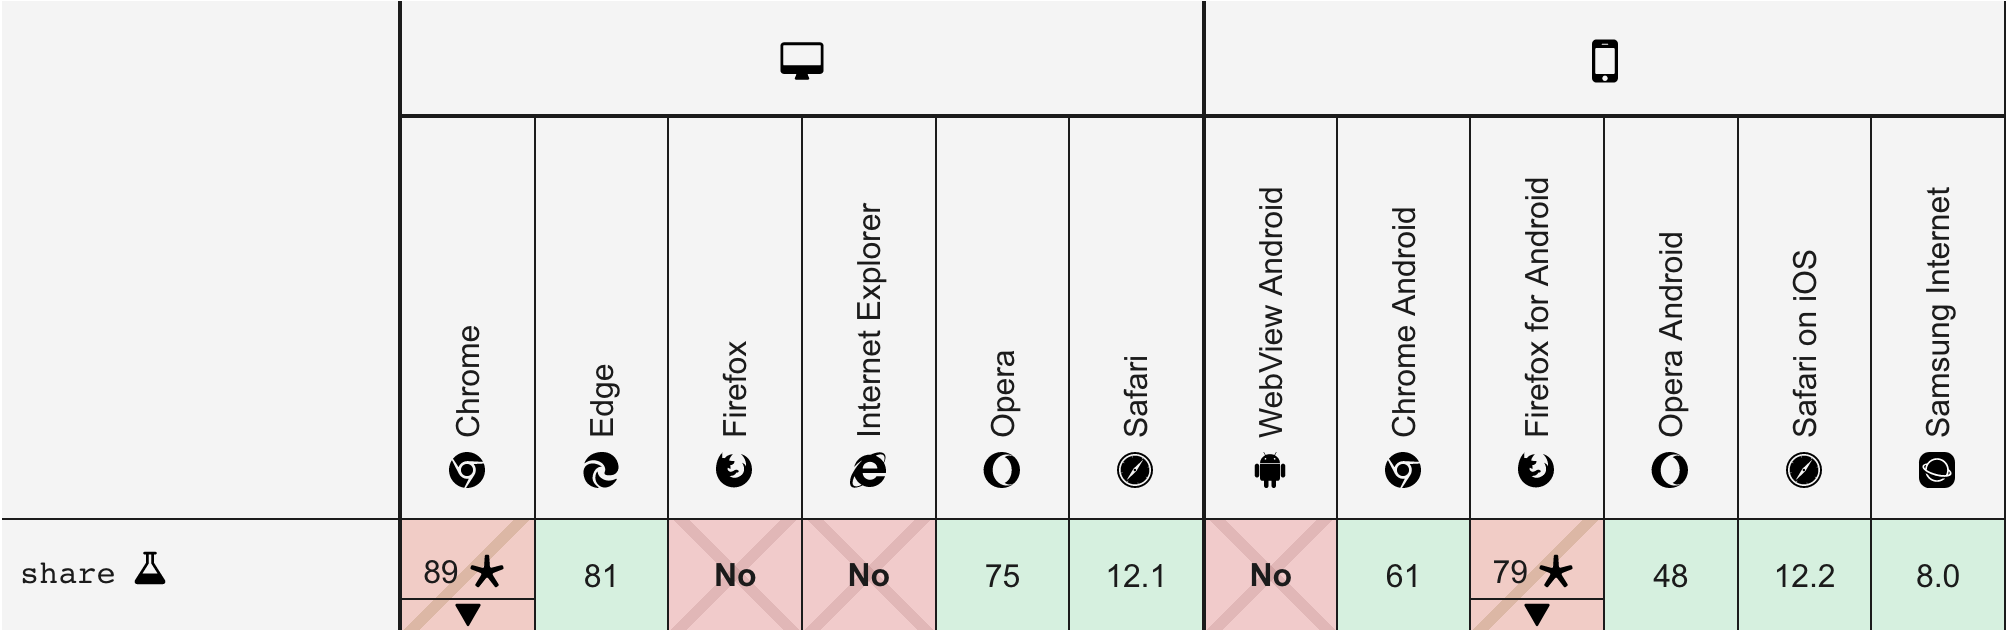 Chrome
Edge
Firefox
Internet Explorer
Opera
Safari
WebView Android
Chrome Android
Firefox for Android
Opera Android
Safari on iOS
Samsung Internet
share 89 81 No No 75 12.1 No 61 79 48 12.2 8.0